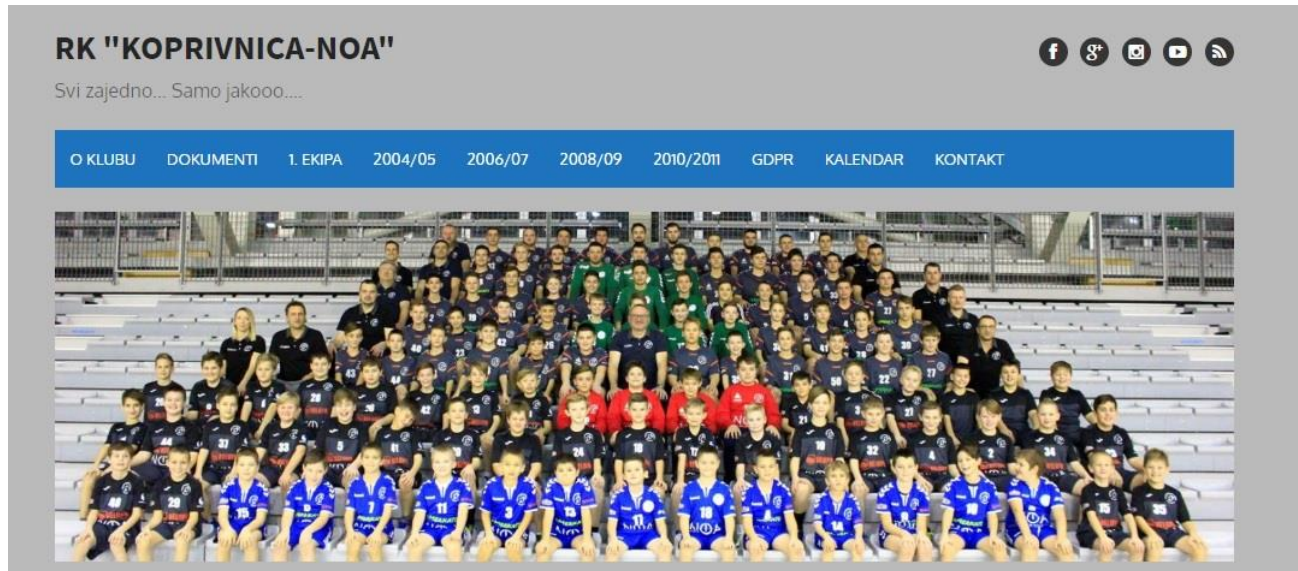 RK "KOPRIVNICA-NOA"
Svi zajedno... Samo jakooo....
O KLUBU DOKUMENTI 1. EKIPA 2004/05 2006/07 2008/09 2010/2011 GDPR KALENDAR KONTAKT